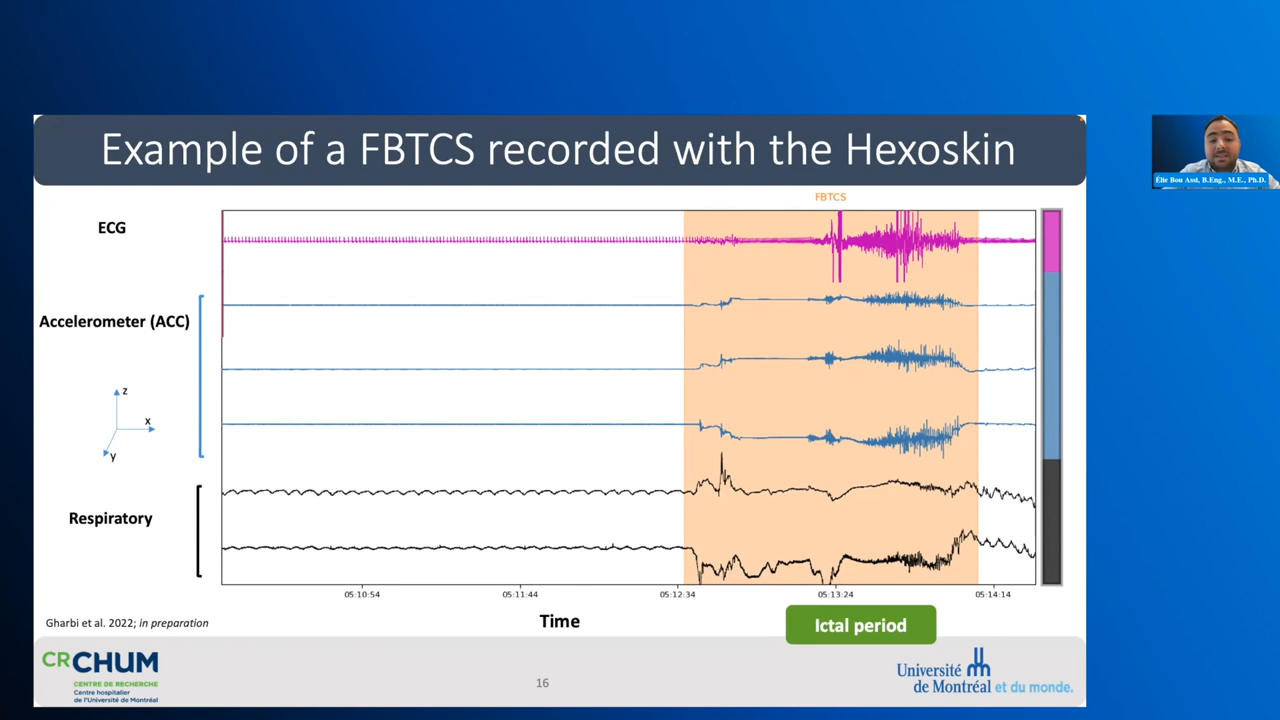 Example of a FBTCS recorded with the Hexoskin
Élie Bou Assi, B.Eng., M.E., Ph.D.
FBTCS
ECG
Accelerometer (ACC)
z
x
y
Respiratory
05:10:54
05:11:44
05:12:34
05:13:24
05:14:14
Time
Ictal period
Gharbi et al. 2022; in preparation
CRCHUM
CENTRE DE RECHERCHE
Centre hospitalier
de l'Université de Montréal
16
Université
de Montréal et du monde.